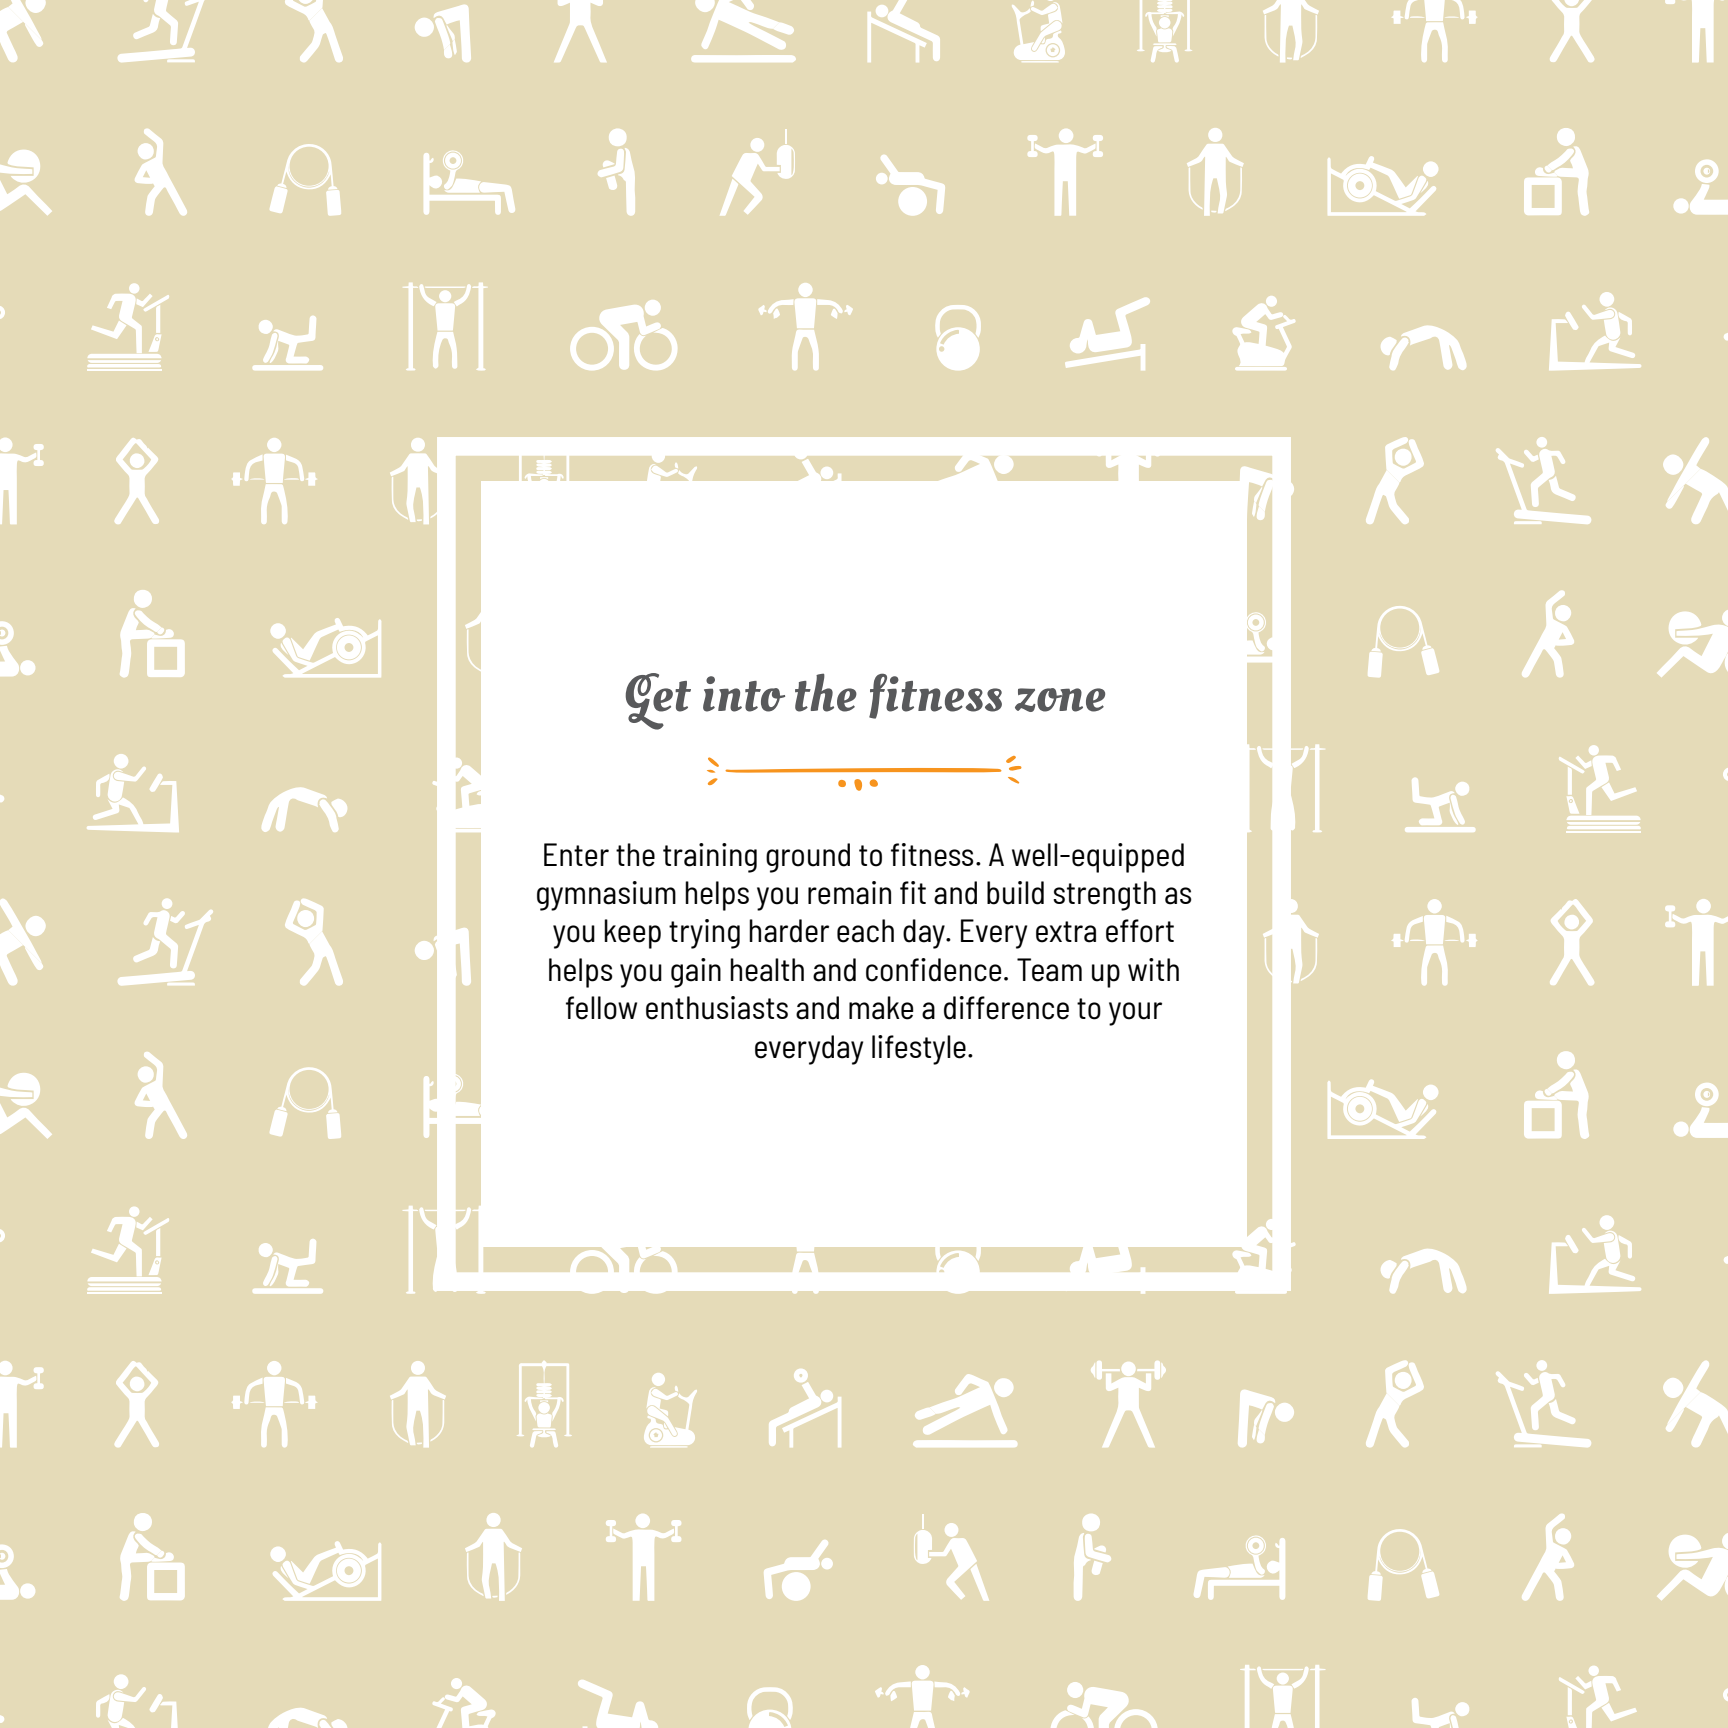 Get into the fitness zone
Enter the training ground to fitness. A well-equipped
gymnasium helps you remain fit and build strength as
you keep trying harder each day. Every extra effort
helps you gain health and confidence. Team up with
fellow enthusiasts and make a difference to your
everyday lifestyle.